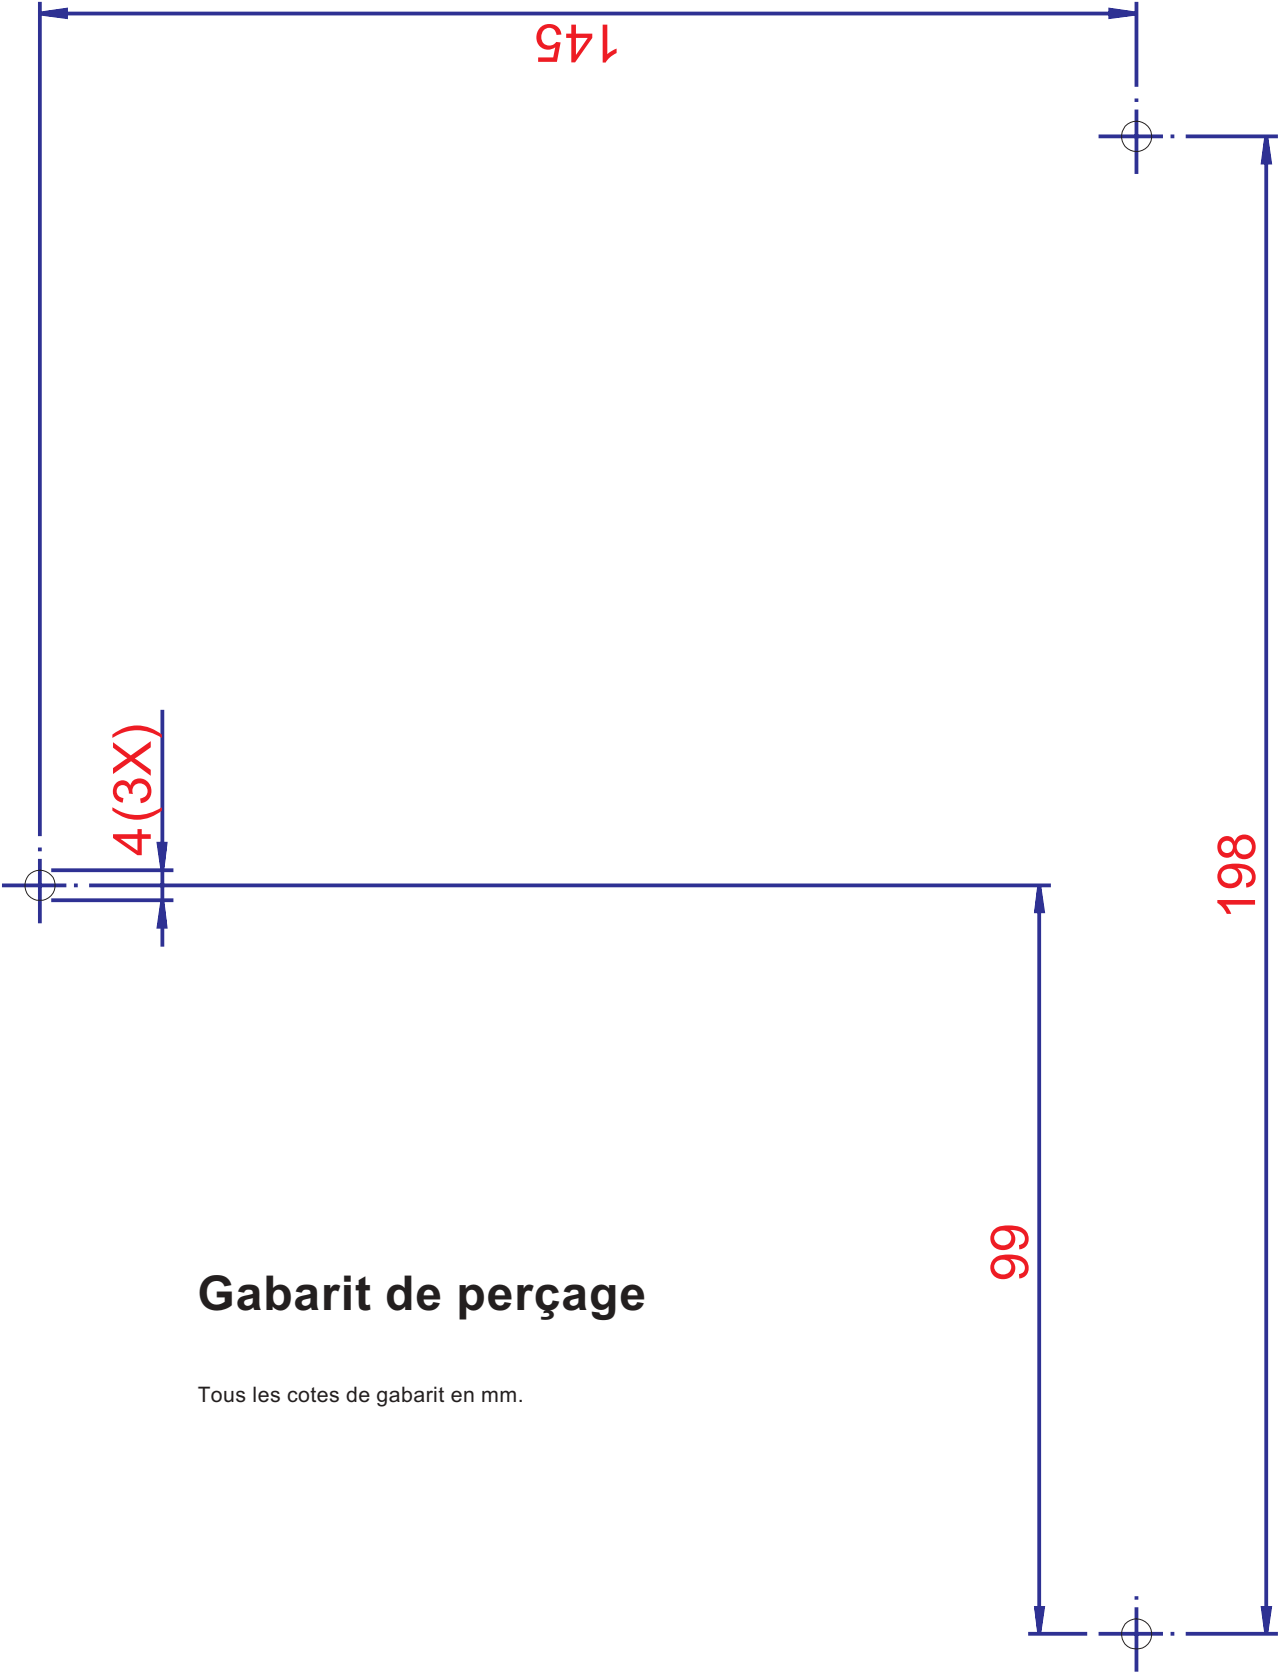 145
4(3X)
198
99
Gabarit de perçage
Tous les cotes de gabarit en mm.